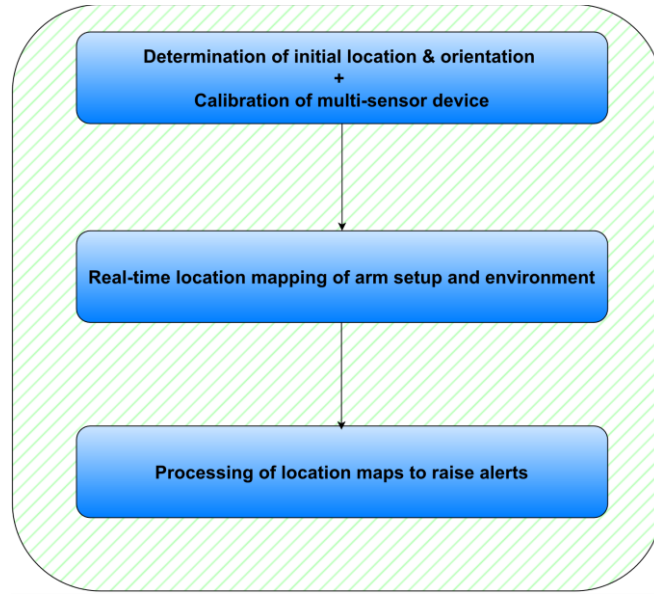 Determination of initial location & orientation
+
Calibration of multi-sensor device
Real-time location mapping of arm setup and environment
Processing of location maps to raise alerts